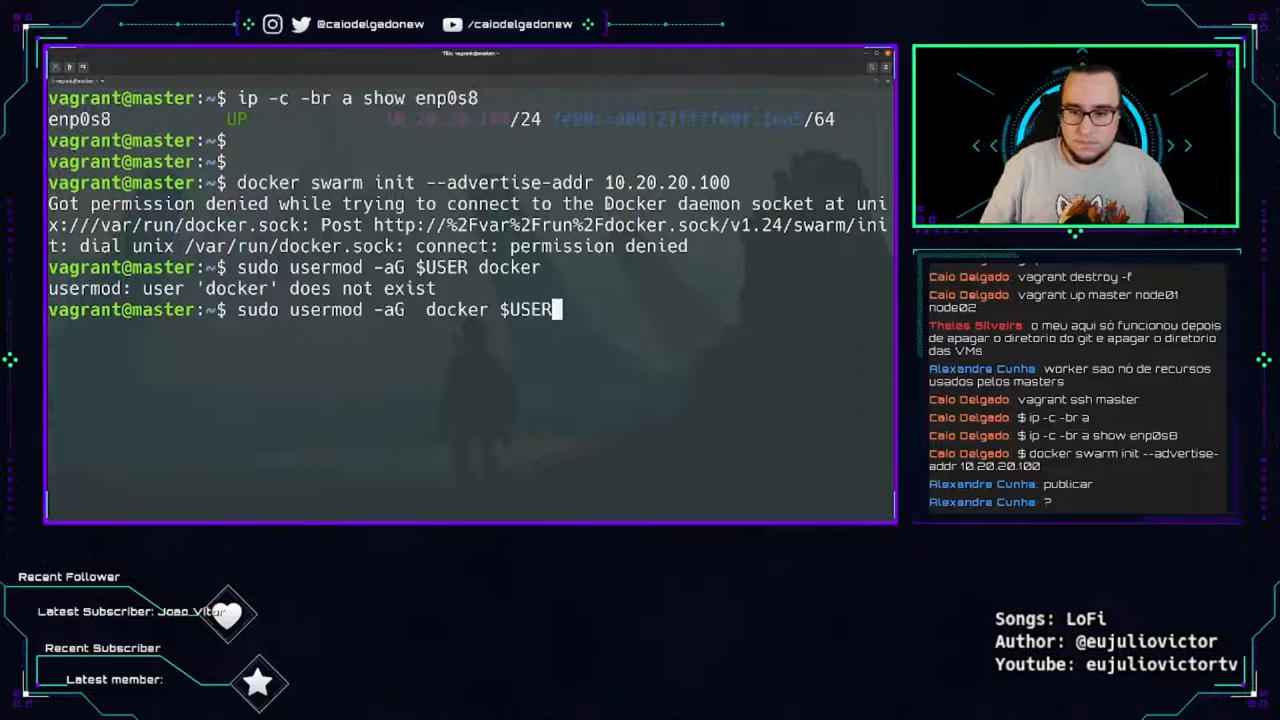 @caiodelgadonew
/caiodelgadonew
vagrant@master:~$ ip -c -br a show enp0s8
enp0s8 UP 10.20.20.100/24 /64
vagrant@master:~$
vagrant@master:~$
vagrant@master:~$ docker swarm init --advertise-addr 10.20.20.100
Got permission denied while trying to connect to the Docker daemon socket at uni
x:///var/run/docker.sock: Post http://%2Fvar%2Frun%2Fdocker.sock/v1.24/swarm/ini
t: dial unix /var/run/docker.sock: connect: permission denied
vagrant@master:~$ sudo usermod -aG $USER docker
usermod: user 'docker' does not exist
vagrant@master:~$ sudo usermod -aG  docker $USER
Caio Delgado: vagrant destroy -f
Caio Delgado: vagrant up master node01
node02
Thales Silveira: o meu aqui só funcionou depois
de apagar o diretorio do git e apagar o diretorio
das VMs
Alexandre Cunha: worker sao nó de recursos
usados pelos masters
Caio Delgado: vagrant ssh master
Caio Delgado: $ ip -c -br a
Caio Delgado: $ ip -c -br a show enp0s8
Caio Delgado: $ docker swarm init --advertise-
addr 10.20.20.100
Alexandre Cunha: publicar
Alexandre Cunha: ?
Recent Follower
Latest Subscriber: Joao Vitor
Recent Subscriber
Latest member:
Songs: LoFi
Author: @eujuliovictor
Youtube: eujuliovictortv